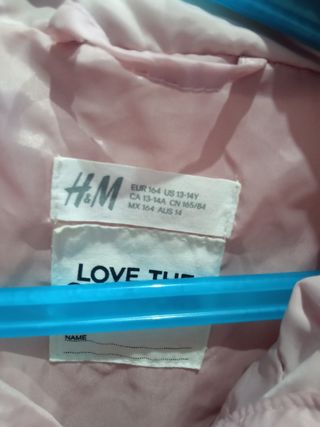 H&M
EUR 164 US 13-14Y
CA 13-14A CN 165/84
MX 164 AUS 14
LOVE THE
NAME